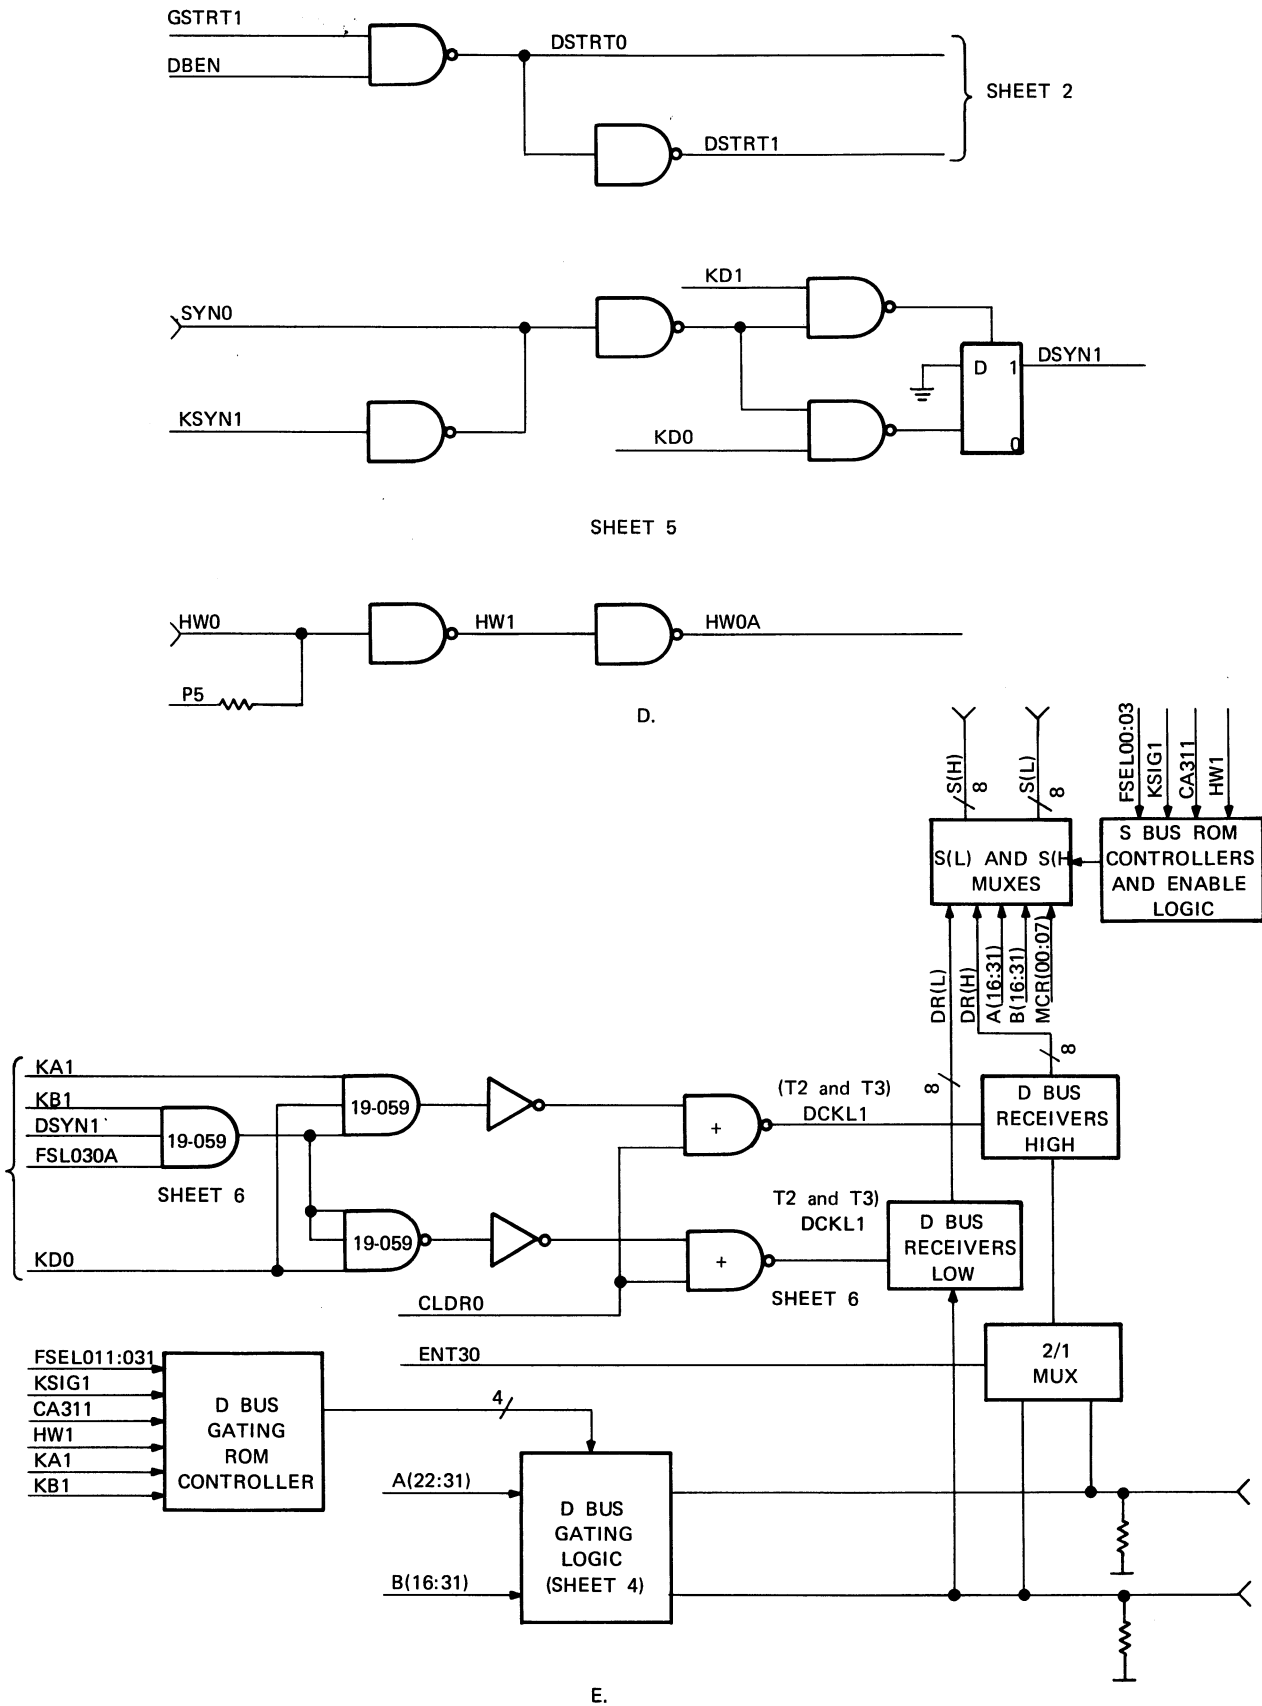 GSTRT1
DBEN
DSTRT0
DSTRT1
SHEET 2
SYN0
KSYN1
KD1
KD0
D 1
0
DSYN1
SHEET 5
HW0
P5
HW1
HW0A
D.
S(H)
8
S(L)
8
FSEL00:03
KSIG1
CA311
HW1
S(L) AND S(H
MUXES
S BUS ROM
CONTROLLERS
AND ENABLE
LOGIC
DR(L)
DR(H)
A(16:31)
B(16:31)
MCR(00:07)
8
8
KA1
KB1
DSYN1
FSL030A
KD0
19-059
SHEET 6
19-059
19-059
+
+
(T2 and T3)
DCKL1
T2 and T3)
DCKL1
SHEET 6
CLDR0
D BUS
RECEIVERS
HIGH
D BUS
RECEIVERS
LOW
ENT30
2/1
MUX
FSEL011:031
KSIG1
CA311
HW1
KA1
KB1
D BUS
GATING
ROM
CONTROLLER
4
A(22:31)
B(16:31)
D BUS
GATING
LOGIC
(SHEET 4)
E.